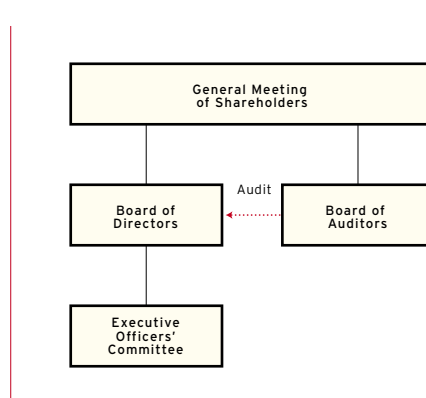 General Meeting
of Shareholders
Audit
Board of
Directors
Board of
Auditors
Executive
Officers’
Committee